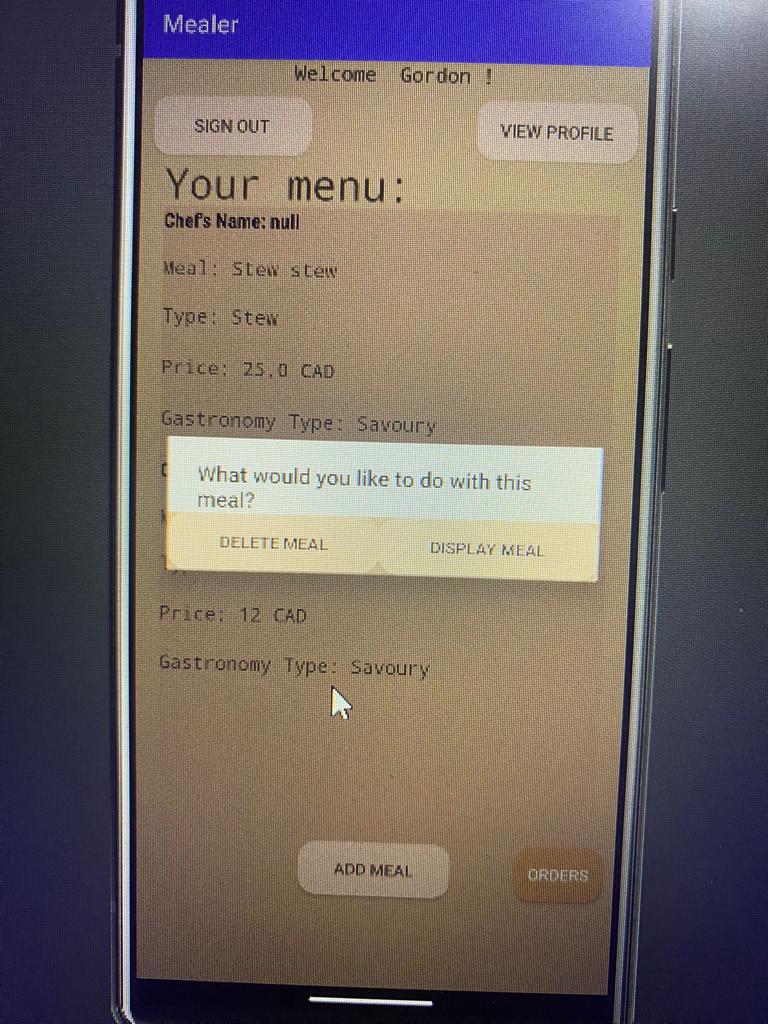 Mealer
Welcome Gordon !
SIGN OUT
VIEW PROFILE
Your menu:
Chef's Name: null
Meal: Stew stew
Type: Stew
Price: 25.0 CAD
Gastronomy Type: Savoury
What would you like to do with this
meal?
DELETE MEAL
DISPLAY MEAL
Price: 12 CAD
Gastronomy Type: Savoury
ADD MEAL
ORDERS